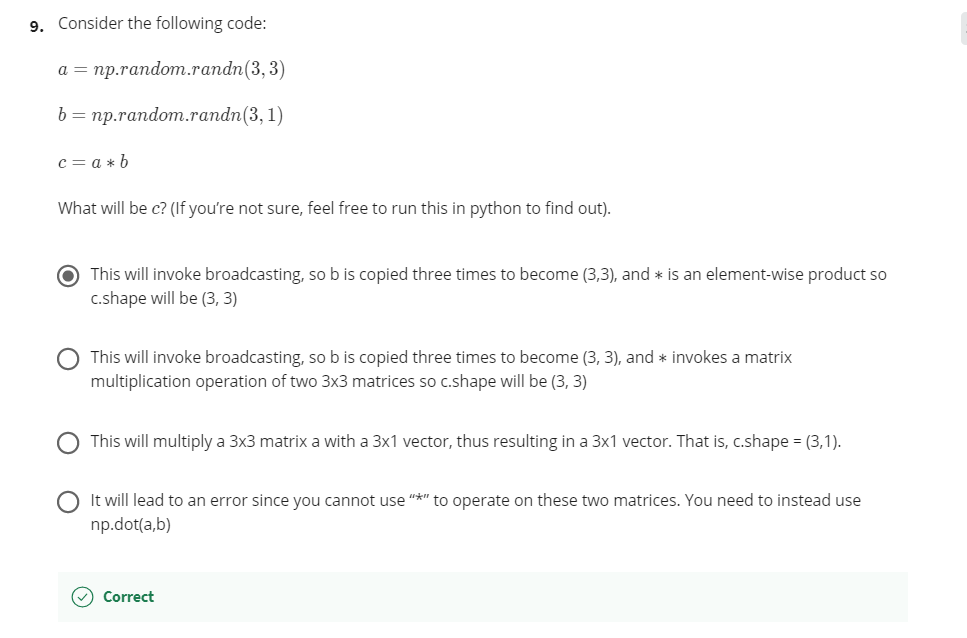 9. Consider the following code:
a = np.random.randn(3, 3)
b = np.random.randn(3, 1)
c = a * b
What will be c? (If you're not sure, feel free to run this in python to find out).
This will invoke broadcasting, so b is copied three times to become (3,3), and * is an element-wise product so
c.shape will be (3, 3)
This will invoke broadcasting, so b is copied three times to become (3, 3), and * invokes a matrix
multiplication operation of two 3x3 matrices so c.shape will be (3, 3)
This will multiply a 3x3 matrix a with a 3x1 vector, thus resulting in a 3x1 vector. That is, c.shape = (3,1).
It will lead to an error since you cannot use “*” to operate on these two matrices. You need to instead use
np.dot(a,b)
Correct